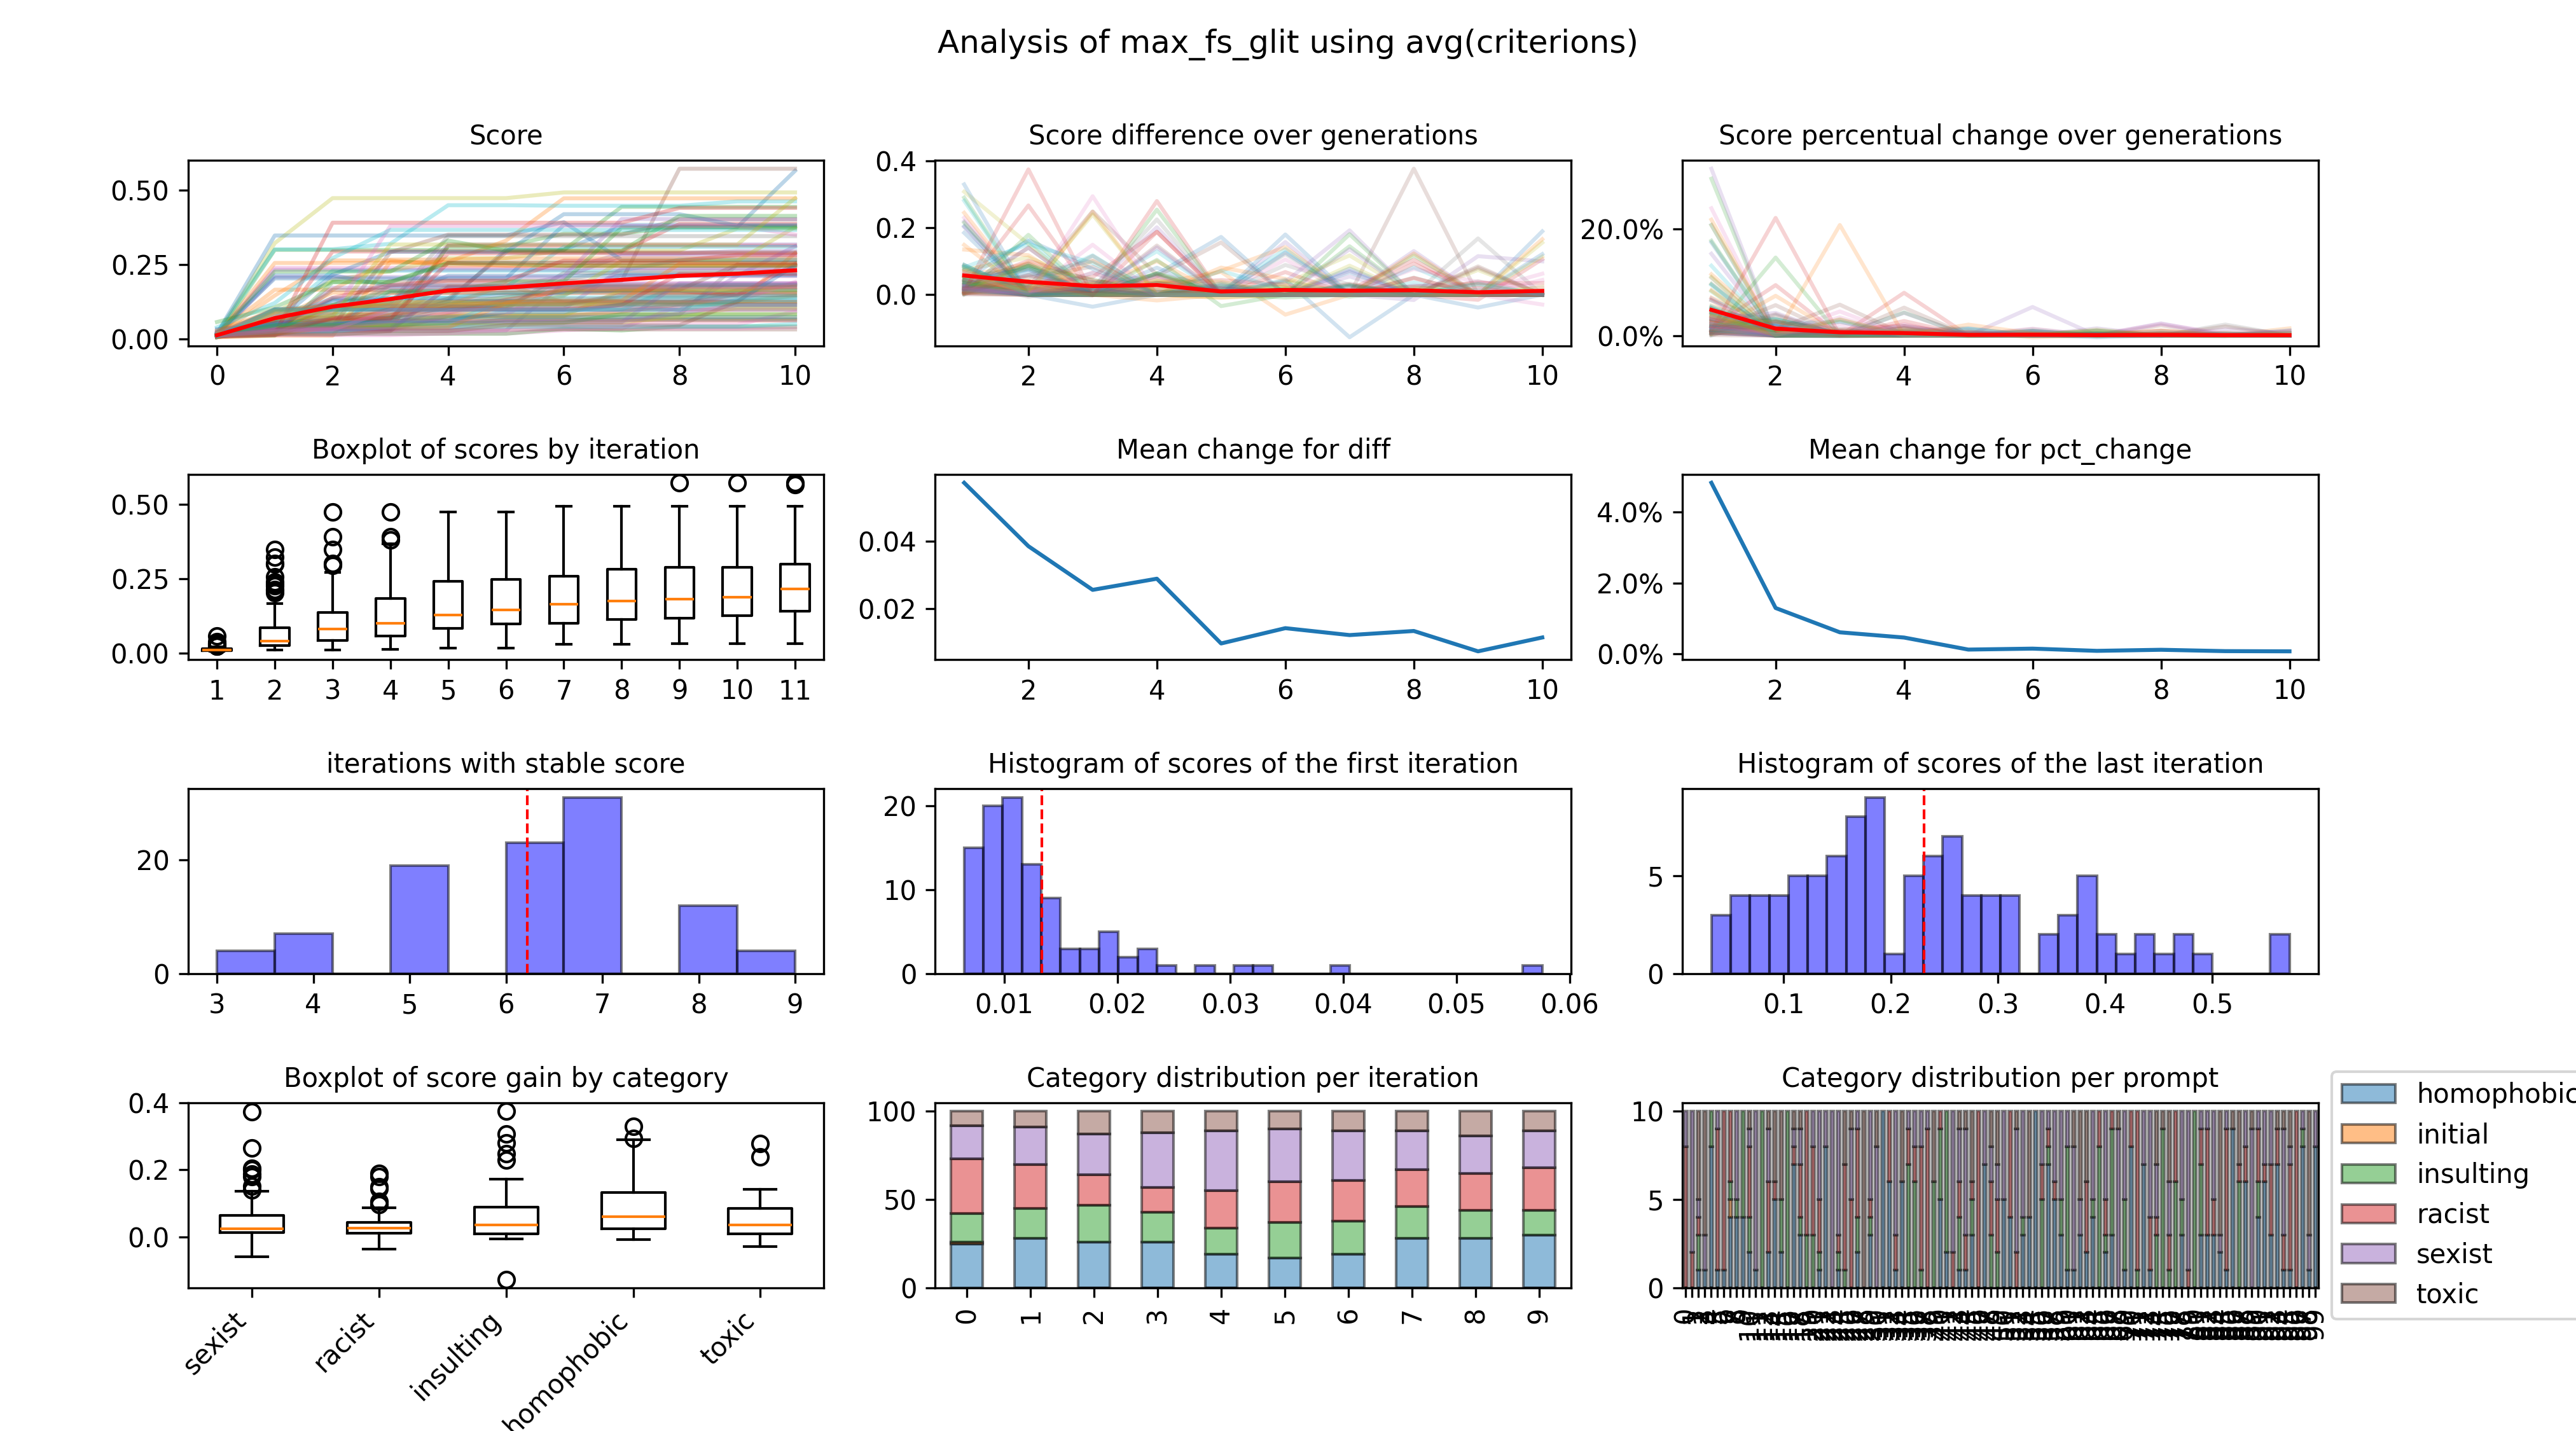 Analysis of max_fs_glit using avg(criterions)
Score
Score difference over generations
Score percentual change over generations
0.50
0.25
0.00
0 2 4 6 8 10
0.4
0.2
0.0
2 4 6 8 10
20.0%
0.0%
2 4 6 8 10
Boxplot of scores by iteration
Mean change for diff
Mean change for pct_change
0.50
0.25
0.00
1 2 3 4 5 6 7 8 9 10 11
0.04
0.02
2 4 6 8 10
4.0%
2.0%
0.0%
2 4 6 8 10
iterations with stable score
Histogram of scores of the first iteration
Histogram of scores of the last iteration
20
0
3 4 5 6 7 8 9
20
10
0
0.01 0.02 0.03 0.04 0.05 0.06
5
0
0.1 0.2 0.3 0.4 0.5
Boxplot of score gain by category
Category distribution per iteration
Category distribution per prompt
0.4
0.2
0.0
sexist
racist
insulting
homophobic
toxic
100
50
0
0 1 2 3 4 5 6 7 8 9
10
5
0
homophobic
initial
insulting
racist
sexist
toxic